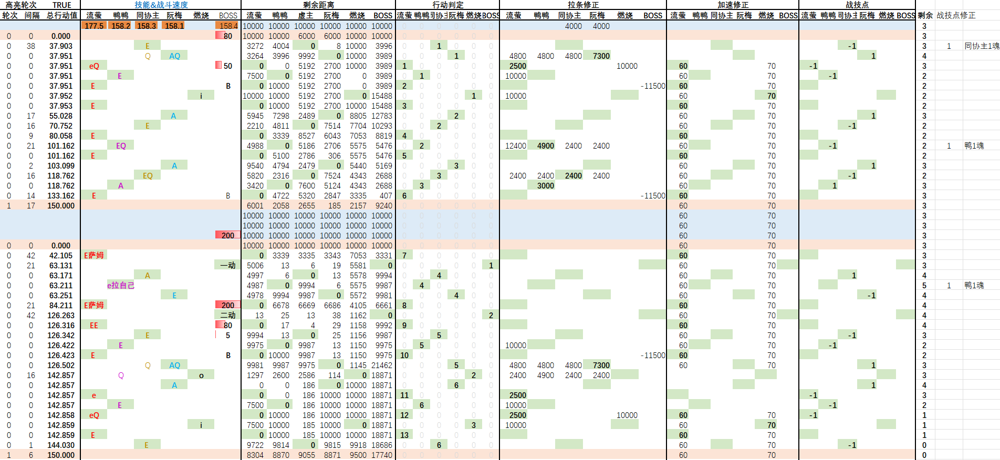 高亮轮次 TRUE 技能&战斗速度 剩余距离 行动判定 拉条修正 加速修正 战技点
轮次 间隔 总行动值 流萤 鸭鸭 同协主 阮梅 燃烧 BOSS 流萤 鸭鸭 虚主 阮梅 燃烧 BOSS 流萤 鸭鸭 同协主 阮梅 燃烧 BOSS 流萤 鸭鸭 同协主 阮梅 燃烧 BOSS 流萤 鸭鸭 同协主 阮梅 燃烧 BOSS 流萤 鸭鸭 同协主 阮梅 燃烧 BOSS 剩余 战技点修正
177.5 158.2 158.3 158.1 158.4 10000 10000 10000 10000 10000 10000 0 0 0 0 0 0 4000 4000 3
0 0 0.000 80 10000 10000 6000 6000 10000 10000 0 0 0 0 0 0 3
0 38 37.903 E 3272 4004 0 8 10000 3996 0 0 1 0 0 0 -1 3 1 同协主1魂
0 0 37.951 Q AQ 3264 3996 9992 0 10000 3989 0 0 0 1 0 0 4800 4800 4800 7300 1 4
0 0 37.951 eQ 50 0 0 5192 2700 10000 3989 1 0 0 0 0 0 2500 10000 60 70 -1 3
0 0 37.951 E 7500 0 5192 2700 0 3989 0 1 0 0 0 0 10000 60 70 -1 2
0 0 37.951 E B 0 10000 5192 2700 0 3989 2 0 0 0 0 0 -11500 60 70 2
0 0 37.952 i 10000 10000 5192 2700 0 15488 0 0 0 0 1 0 10000 60 70 2
0 0 37.953 E 0 10000 5192 2700 10000 15488 3 0 0 0 0 0 60 70 2
0 17 55.028 A 5945 7298 2489 0 8805 12783 0 0 0 2 0 0 60 70 1 3
0 16 70.752 E 2210 4811 0 7514 7704 10293 0 0 2 0 0 0 60 70 -1 2
0 9 80.058 E 0 3339 8527 6043 7053 8819 4 0 0 0 0 0 60 70 2
0 21 101.162 EQ 4988 0 5186 2706 5575 5476 0 2 0 0 0 0 12400 4900 2400 2400 60 70 -1 2 1 鸭1魂
0 0 101.162 E 0 5100 2786 306 5575 5476 5 0 0 0 0 0 60 70 2
0 2 103.099 A 9540 4794 2479 0 5440 5169 0 0 0 3 0 0 60 70 1 3
0 16 118.762 EQ 5820 2316 0 7524 4343 2688 0 0 3 0 0 0 2400 2400 2400 2400 60 70 -1 2
0 0 118.762 A 3420 0 7600 5124 4343 2688 0 3 0 0 0 0 3000 60 70 1 3
0 14 133.162 E B 0 4722 5320 2847 3335 407 6 0 0 0 0 0 -11500 60 70 3
1 17 150.000 6001 2058 2655 185 2157 9240 0 0 0 0 0 0 60 70 3
10000 10000 10000 10000 10000 10000 0 0 0 0 0 0 60 70 3
10000 10000 10000 10000 10000 10000 0 0 0 0 0 0 60 70 3
200 10000 10000 10000 10000 10000 10000 0 0 0 0 0 0 60 70 3
0 0 0.000 10000 10000 10000 10000 10000 10000 0 0 0 0 0 0 60 70 3
0 42 42.105 E萨姆 0 3339 3335 3343 7053 3331 7 0 0 0 0 0 60 70 3
0 21 63.131 一动 5006 13 6 19 5581 0 0 0 0 0 0 1 60 70 3
0 0 63.171 A 4997 6 0 13 5578 9994 0 0 4 0 0 0 60 70 1 4
0 0 63.211 e拉自己 4987 0 9994 6 5575 9987 0 4 0 0 0 0 60 70 5 1 鸭1魂
0 0 63.251 E 4978 9994 9987 0 5572 9981 0 0 0 4 0 0 60 70 -1 4
0 21 84.211 E萨姆 200 0 6678 6669 6686 4105 6661 8 0 0 0 0 0 60 70 4
0 42 126.263 二动 13 25 13 38 1162 0 0 0 0 0 0 2 60 70 4
0 0 126.316 EE 80 0 17 4 29 1158 9992 9 0 0 0 0 0 60 70 4
0 0 126.342 E 5 9994 13 0 25 1156 9987 0 0 5 0 0 0 60 70 -1 3
0 0 126.422 E 9975 0 9987 13 1150 9975 0 5 0 0 0 0 10000 60 70 -1 2
0 0 126.423 E B 0 10000 9987 13 1150 9975 10 0 0 0 0 0 -11500 60 70 2
0 0 126.502 Q AQ 9981 9987 9975 0 1145 21462 0 0 0 5 0 0 4800 4800 4800 7300 60 70 1 3
0 16 142.857 Q o 1297 2600 2586 114 0 18871 0 0 0 0 2 0 2400 4900 2400 2400 3
0 0 142.857 A 0 0 186 0 10000 18871 0 0 0 6 0 0 1 4
0 0 142.857 e 0 0 186 10000 10000 18871 11 0 0 0 0 0 2500 -1 3
0 0 142.857 E 7500 0 186 10000 10000 18871 0 6 0 0 0 0 10000 -1 2
0 0 142.858 eQ 0 10000 186 10000 10000 18871 12 0 0 0 0 0 2500 10000 60 70 -1 1
0 0 142.859 i 7500 10000 185 10000 0 18871 0 0 0 0 3 0 10000 60 70 1
0 0 142.859 E 0 10000 185 10000 10000 18871 13 0 0 0 0 0 60 70 1
0 1 144.030 E 9722 9814 0 9815 9918 18686 0 0 6 0 0 0 60 70 -1 0
1 6 150.000 8304 8870 9055 8871 9500 17740 0 0 0 0 0 0 60 70 0